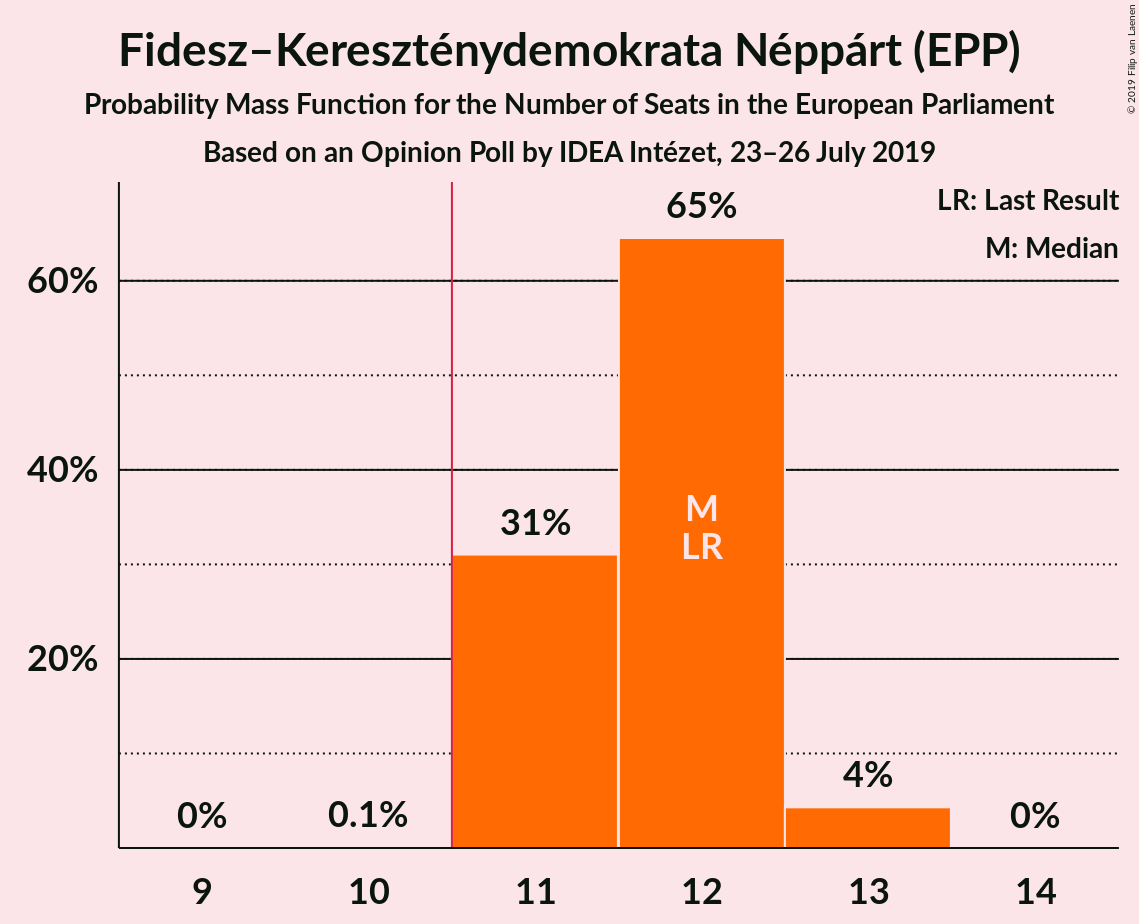 Fidesz–Kereszténydemokrata Néppárt (EPP)
Probability Mass Function for the Number of Seats in the European Parliament
Based on an Opinion Poll by IDEA Intézet, 23–26 July 2019
© 2019 Filip van Laenen
LR: Last Result
M: Median
65%
60%
40%
31%
M
LR
20%
4%
0%
0.1%
0%
9
10
11
12
13
14